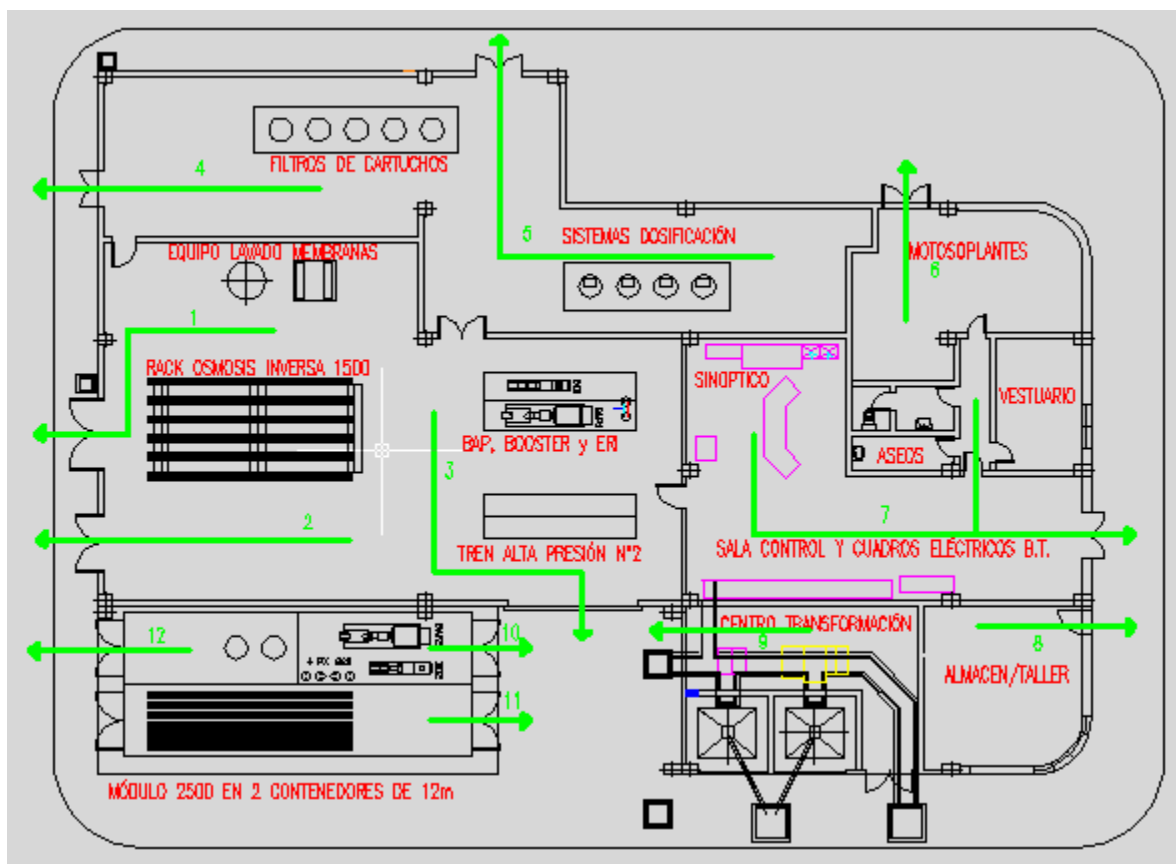 4
FILTROS DE CARTUCHOS
5
SISTEMAS DOSIFICACIÓN
EQUIPO LAVADO MEMBRANAS
MOTOSOPLANTES
6
1
RACK OSMOSIS INVERSA 1500
SINOPTICO
VESTUARIO
BAP, BOOSTER y ERI
ASEOS
3
2
7
TREN ALTA PRESIÓN Nº2
SALA CONTROL Y CUADROS ELÉCTRICOS B.T.
12
10
CENTRO TRANSFORMACIÓN
9
8
ALMACEN/TALLER
11
MÓDULO 2500 EN 2 CONTENEDORES DE 12m